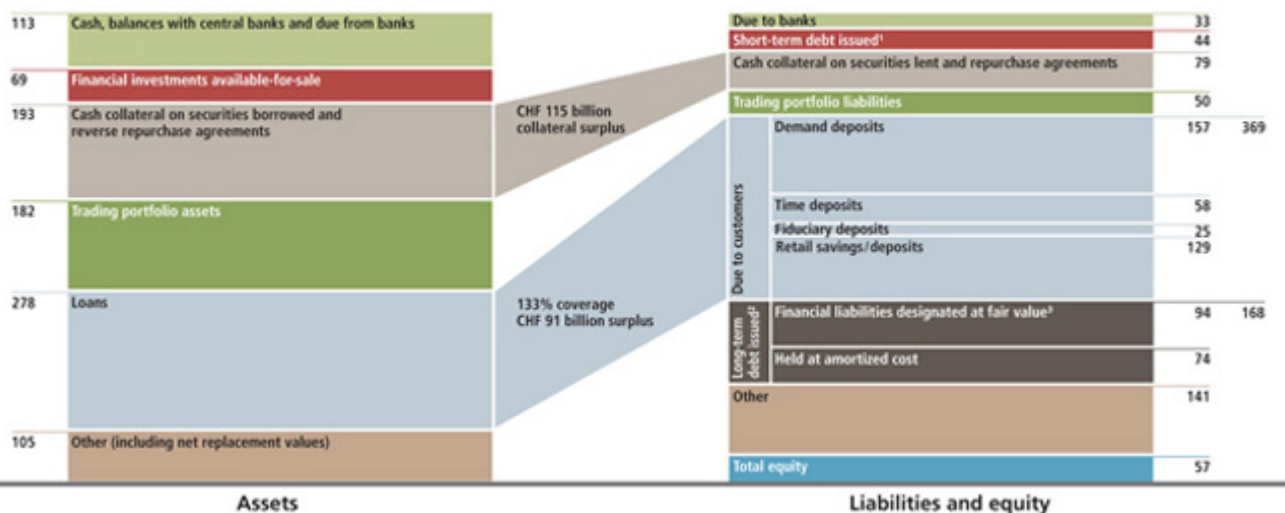 113 Cash, balances with central banks and due from banks
69 Financial investments available-for-sale
193 Cash collateral on securities borrowed and
reverse repurchase agreements
182 Trading portfolio assets
278 Loans
105 Other (including net replacement values)
Assets
CHF 115 billion
collateral surplus
133% coverage
CHF 91 billion surplus
Due to banks 33
Short-term debt issued¹ 44
Cash collateral on securities lent and repurchase agreements 79
Trading portfolio liabilities 50
Due to customers
Demand deposits 157 369
Time deposits 58
Fiduciary deposits 25
Retail savings/deposits 129
Long-term
debt issued²
Financial liabilities designated at fair value³ 94 168
Held at amortized cost 74
Other 141
Total equity 57
Liabilities and equity